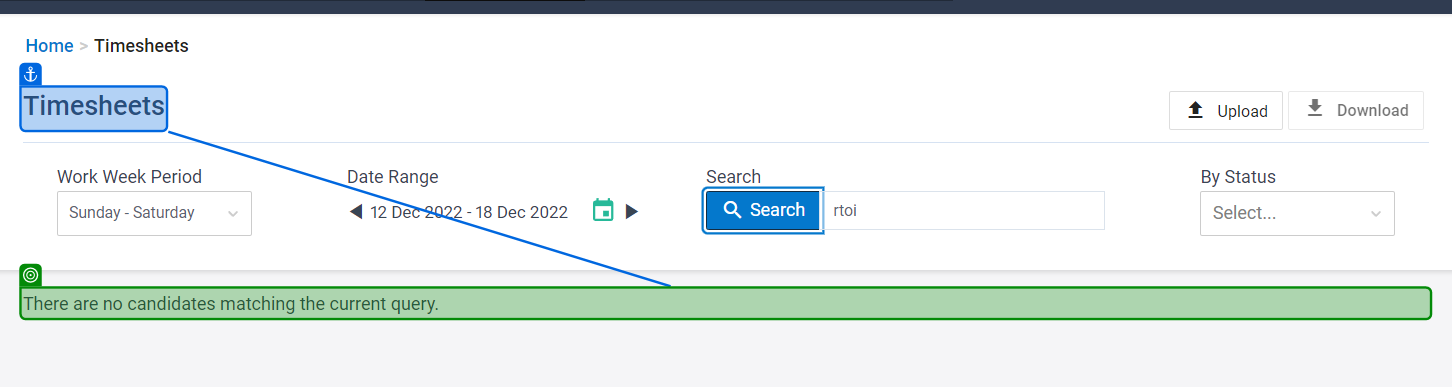 Home > Timesheets
Timesheets
Upload
Download
Work Week Period
Date Range
Search
By Status
Sunday - Saturday
12 Dec 2022 - 18 Dec 2022
Search
rtoi
Select...
There are no candidates matching the current query.